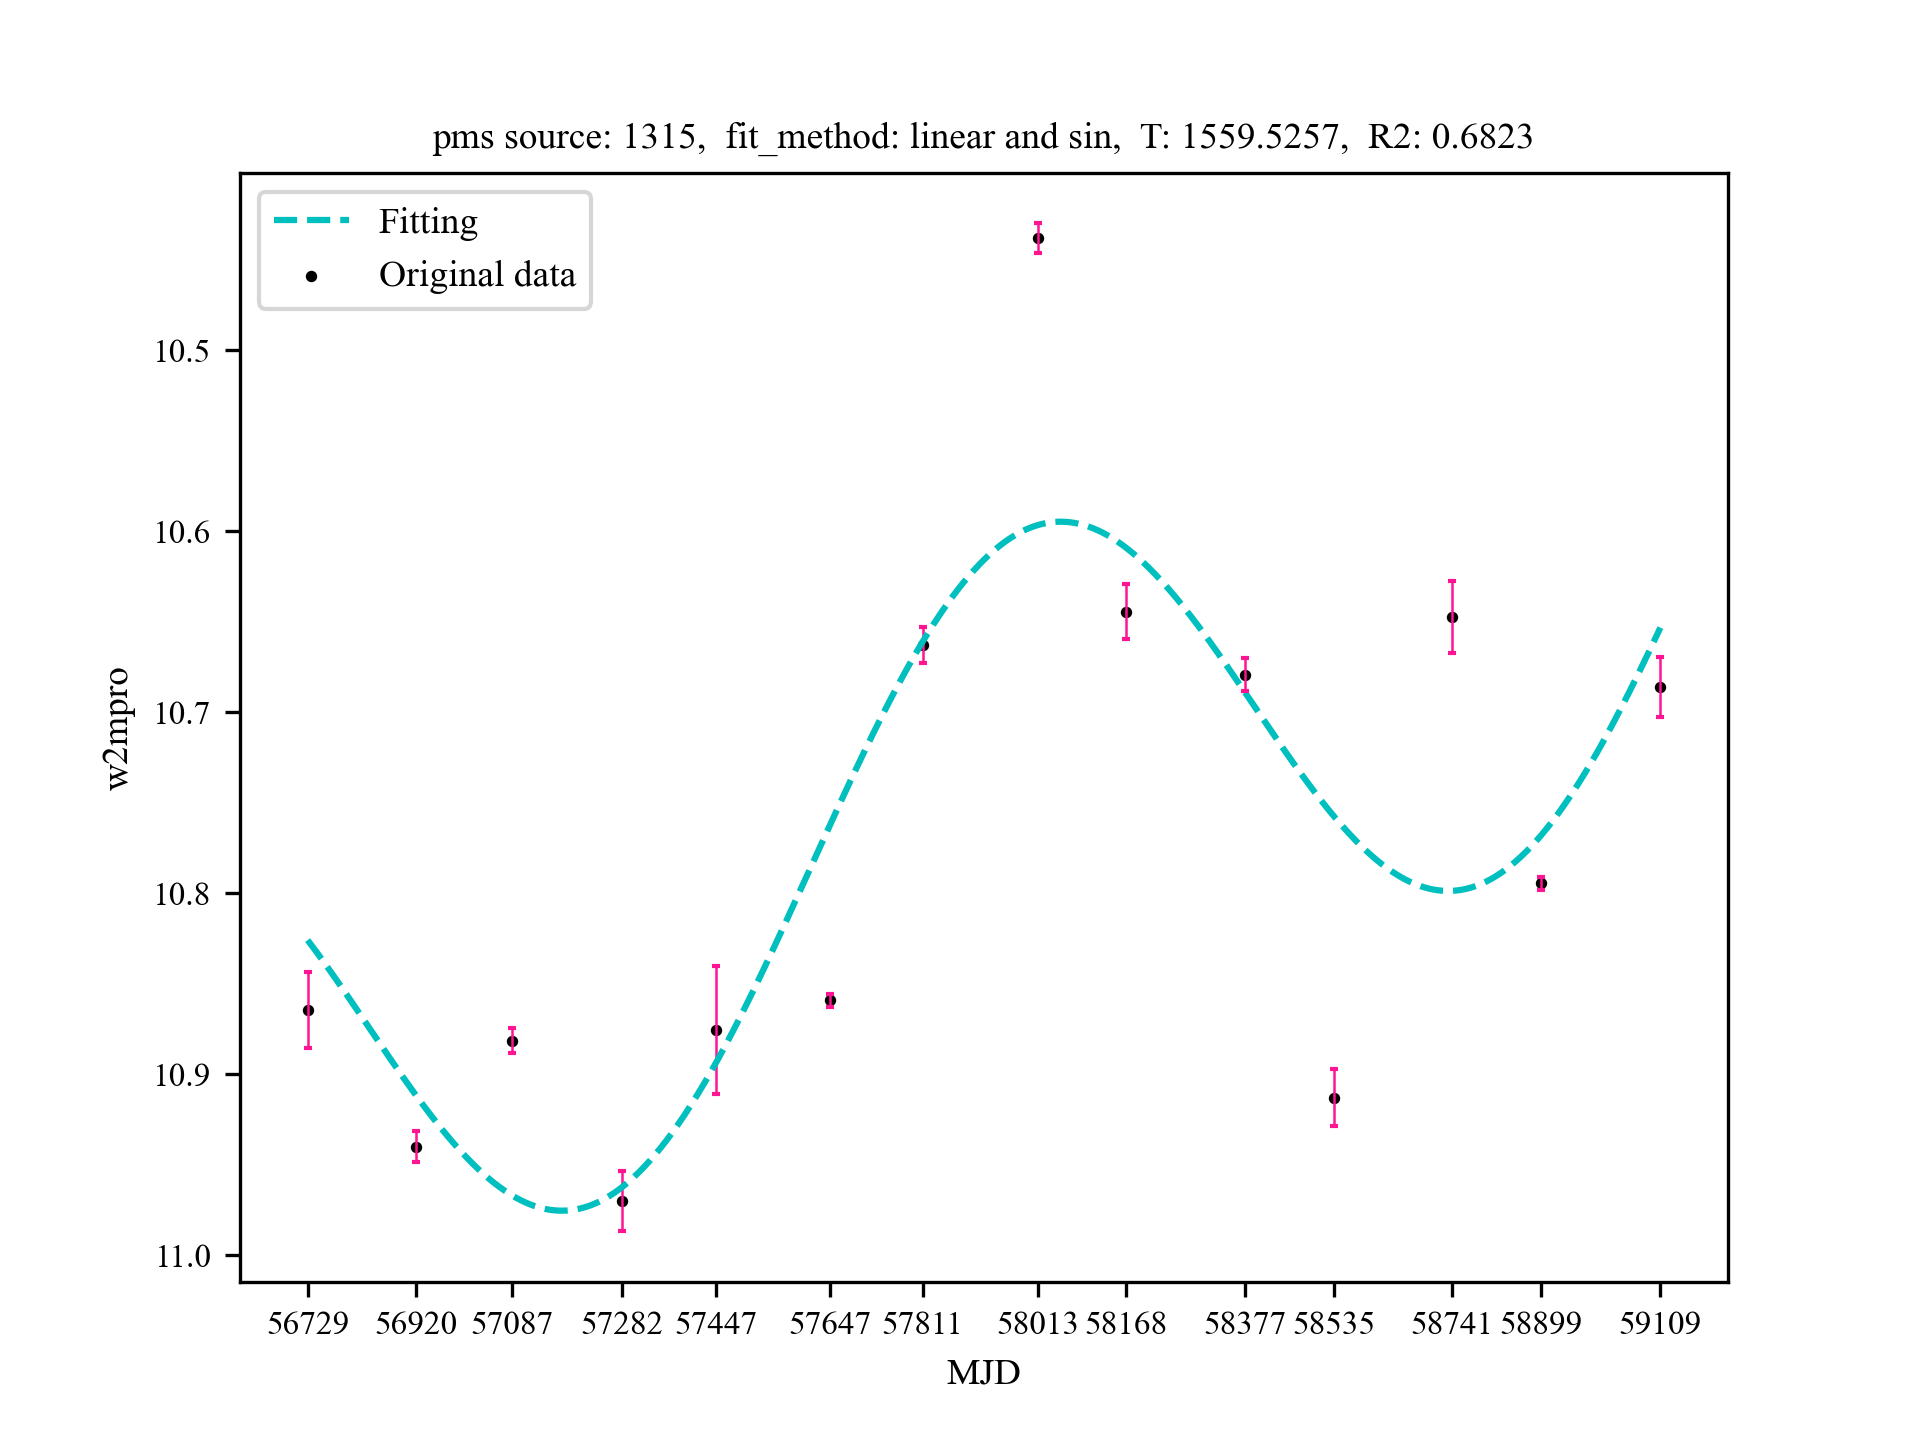 pms source: 1315,  fit_method: linear and sin,  T: 1559.5257,  R2: 0.6823
Fitting
Original data
10.5
10.6
10.7
10.8
10.9
11.0
w2mpro
56729 56920 57087 57282 57447 57647 57811 58013 58168 58377 58535 58741 58899 59109
MJD